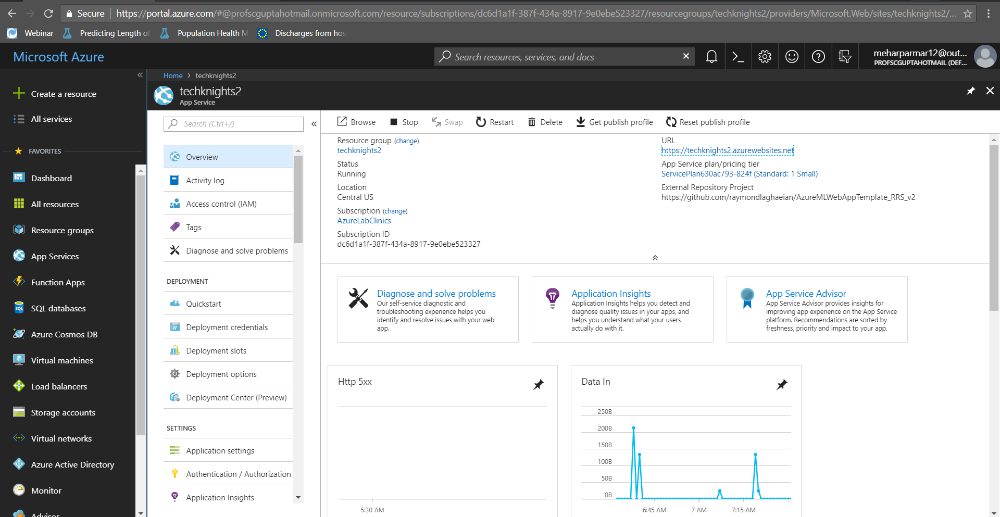 Secure
https://portal.azure.com/#@profscguptahotmail.onmicrosoft.com/resource/subscriptions/dc6d1a1f-387f-434a-8917-9e0ebe523327/resourcegroups/techknights2/providers/Microsoft.Web/sites/techknights2/...
Webinar Predicting Length of Population Health M Discharges from hos
Microsoft Azure
Search resources, services, and docs
meharparmar12@out...
PROFSCGUPTAHOTMAIL (DEF...
Create a resource
All services
FAVORITES
Dashboard
All resources
Resource groups
App Services
Function Apps
SQL databases
Azure Cosmos DB
Virtual machines
Load balancers
Storage accounts
Virtual networks
Azure Active Directory
Monitor
Advisor
Home > techknights2
techknights2
App Service
Search (Ctrl+/)
Overview
Activity log
Access control (IAM)
Tags
Diagnose and solve problems
DEPLOYMENT
Quickstart
Deployment credentials
Deployment slots
Deployment options
Deployment Center (Preview)
SETTINGS
Application settings
Authentication / Authorization
Application Insights
Browse Stop Swap Restart Delete Get publish profile Reset publish profile
Resource group (change)
techknights2
Status
Running
Location
Central US
Subscription (change)
AzureLabClinics
Subscription ID
dc6d1a1f-387f-434a-8917-9e0ebe523327
URL
https://techknights2.azurewebsites.net
App Service plan/pricing tier
ServicePlan630ac793-824f (Standard: 1 Small)
External Repository Project
https://github.com/raymondlaghaeian/AzureMLWebAppTemplate_RRS_v2
Diagnose and solve problems
Our self-service diagnostic and
troubleshooting experience helps you
identify and resolve issues with your web
app.
Application Insights
Application Insights helps you detect and
diagnose quality issues in your apps, and
helps you understand what your users
actually do with it.
App Service Advisor
App Service Advisor provides insights for
improving app experience on the App Service
platform. Recommendations are sorted by
freshness, priority and impact to your app.
Http 5xx
5:30 AM
Data In
250B
200B
150B
100B
50B
0B
6:45 AM 7 AM 7:15 AM